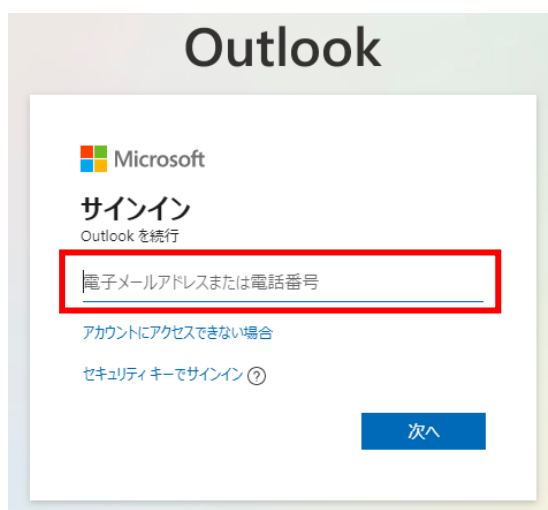 Outlook
Microsoft
サインイン
Outlook を続行
電子メールアドレスまたは電話番号
アカウントにアクセスできない場合
セキュリティ キーでサインイン ?
次へ